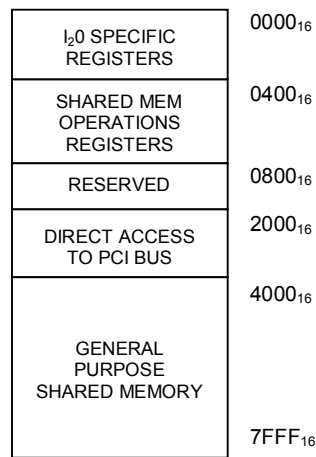 I₂0 SPECIFIC
REGISTERS
0000₁₆
SHARED MEM
OPERATIONS
REGISTERS
0400₁₆
RESERVED
0800₁₆
DIRECT ACCESS
TO PCI BUS
2000₁₆
GENERAL
PURPOSE
SHARED MEMORY
4000₁₆
7FFF₁₆